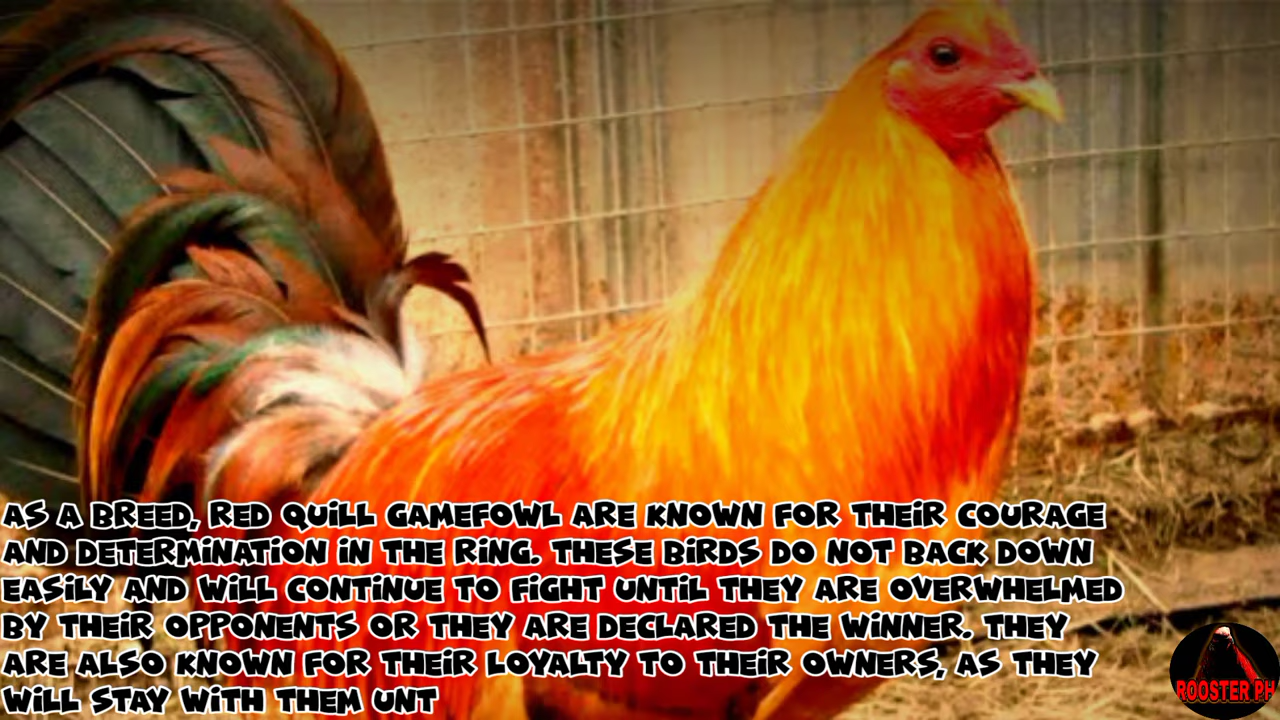 AS A BREED, RED QUILL GAMEFOWL ARE KNOWN FOR THEIR COURAGE
AND DETERMINATION IN THE RING. THESE BIRDS DO NOT BACK DOWN
EASILY AND WILL CONTINUE TO FIGHT UNTIL THEY ARE OVERWHELMED
BY THEIR OPPONENTS OR THEY ARE DECLARED THE WINNER. THEY
ARE ALSO KNOWN FOR THEIR LOYALTY TO THEIR OWNERS, AS THEY
WILL STAY WITH THEM UNT
ROOSTER PH